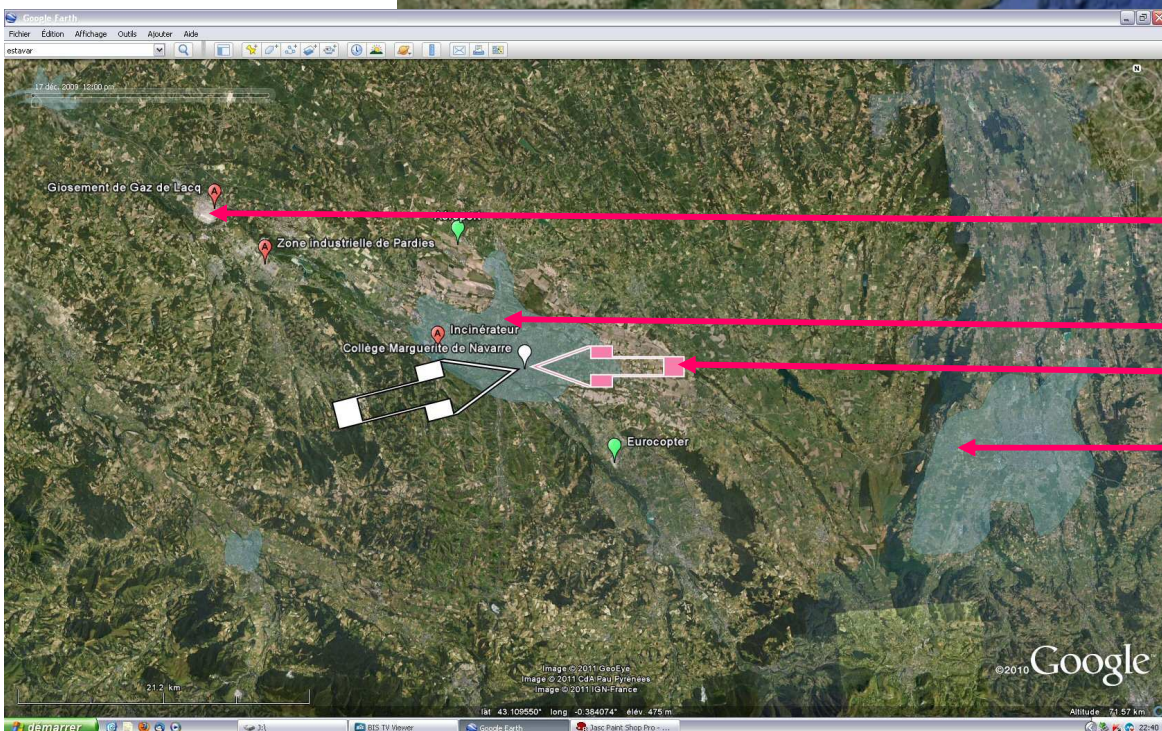 Google Earth
Fichier Édition Affichage Outils Ajouter Aide
estavar
17 déc. 2009 12:00 pm
Giosement de Gaz de Lacq
A
Zone industrielle de Pardies
A
Incinérateur
A
Collège Marguerite de Navarre
Eurocopter
N
Image © 2011 GeoEye
Image © 2011 CdA Pau Pyrénées
Image © 2011 IGN-France
©2010 Google
21.2 km
lat 43.109550° long -0.384074° élév 475 m
Altitude 71.57 km
démarrer
J:\
BIS TV Viewer
Google Earth
Jasc Paint Shop Pro - ...
22:40